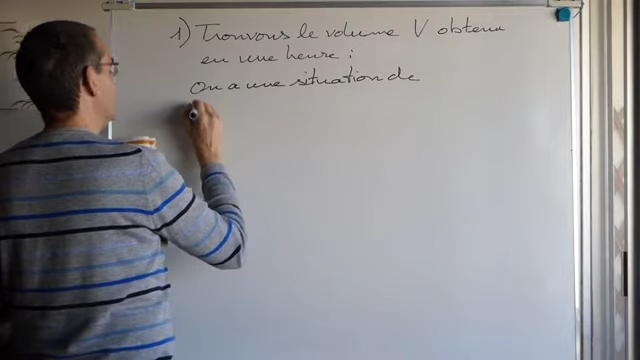 1) Trouvons le volume V obtenu
en une heure :
On a une situation de